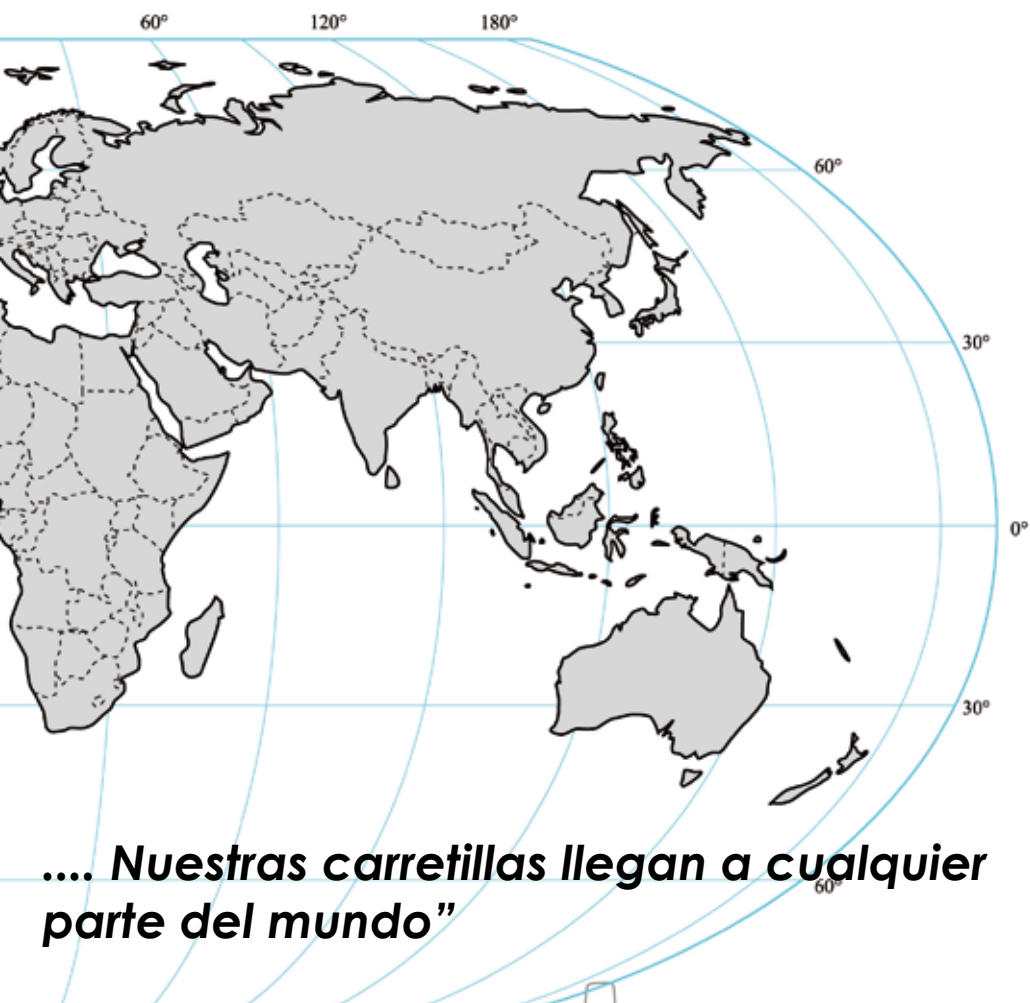 60° 120° 180°
60°
30°
0°
30°
.... Nuestras carretillas llegan a cualquier
60°
parte del mundo”